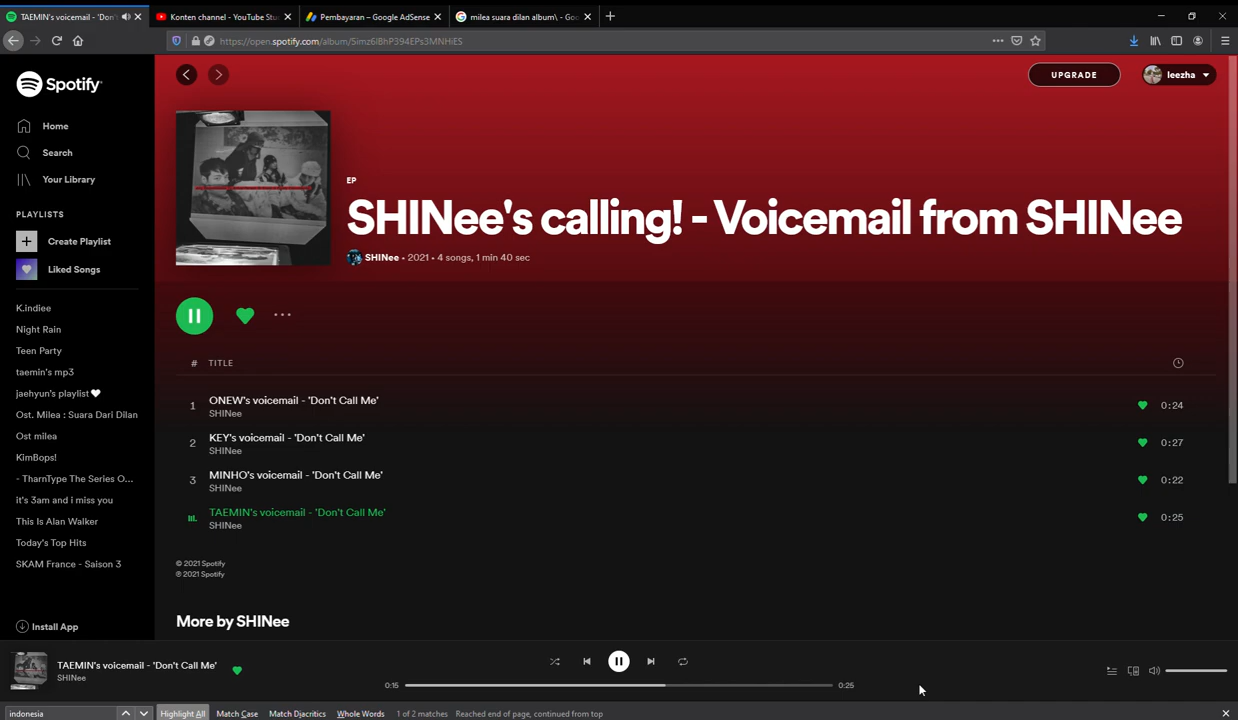 TAEMIN's voicemail - 'Don't
Konten channel - YouTube Stu
Pembayaran – Google AdSense
milea suara dilan album\ - Goo
https://open.spotify.com/album/5imz6lBhP394EPs3MNHiES
Spotify
UPGRADE
leezha
Home
Search
Your Library
PLAYLISTS
Create Playlist
Liked Songs
K.indiee
Night Rain
Teen Party
taemin's mp3
jaehyun's playlist🤍
Ost. Milea : Suara Dari Dilan
Ost milea
KimBops!
- TharnType The Series O...
it's 3am and i miss you
This Is Alan Walker
Today's Top Hits
SKAM France - Saison 3
Install App
EP
SHINee's calling! - Voicemail from SHINee
SHINee • 2021 • 4 songs, 1 min 40 sec
# TITLE
1 ONEW's voicemail - 'Don't Call Me' 0:24
SHINee
2 KEY's voicemail - 'Don't Call Me' 0:27
SHINee
3 MINHO's voicemail - 'Don't Call Me' 0:22
SHINee
TAEMIN's voicemail - 'Don't Call Me' 0:25
SHINee
© 2021 Spotify
℗ 2021 Spotify
More by SHINee
TAEMIN's voicemail - 'Don't Call Me'
SHINee
0:15 0:25
indonesia Highlight All Match Case Match Diacritics Whole Words 1 of 2 matches Reached end of page, continued from top